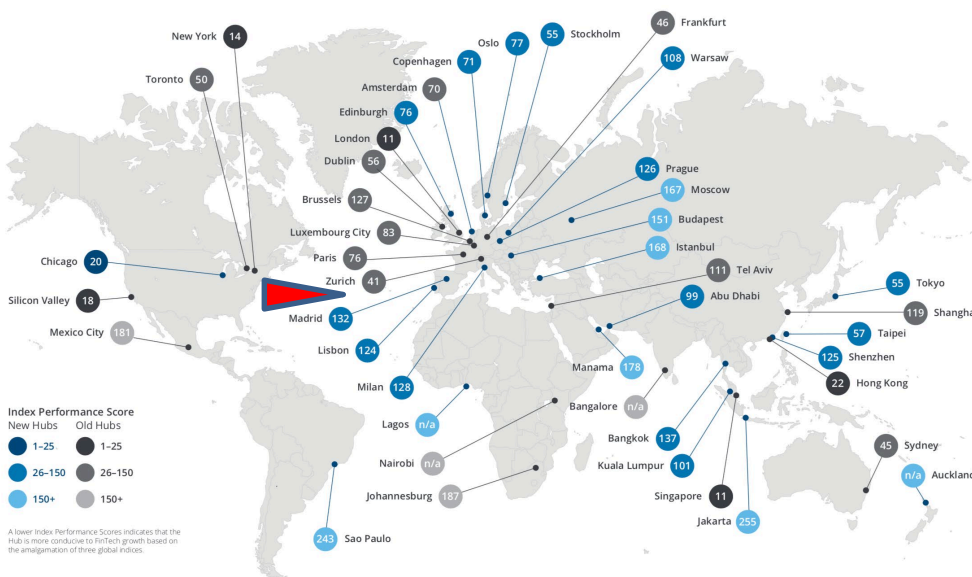 New York 14
Toronto 50
Oslo 77
Stockholm 55
Frankfurt 46
Copenhagen 71
Warsaw 108
Amsterdam 70
Edinburgh 76
London 11
Dublin 56
Prague 126
Moscow 167
Brussels 127
Luxembourg City 83
Budapest 151
Istanbul 168
Paris 76
Chicago 20
Zurich 41
Tel Aviv 111
Tokyo 55
Silicon Valley 18
Abu Dhabi 99
Shangha 119
Madrid 132
Mexico City 181
Taipei 57
Lisbon 124
Shenzhen 125
Manama 178
Hong Kong 22
Milan 128
Bangalore n/a
Lagos n/a
Bangkok 137
Sydney 45
Nairobi n/a
Kuala Lumpur 101
Auckland n/a
Johannesburg 187
Singapore 11
Jakarta 255
Sao Paulo 243
Index Performance Score
New Hubs Old Hubs
1–25 1–25
26–150 26–150
150+ 150+
A lower Index Performance Scores indicates that the
Hub is more conducive to FinTech growth based on
the amalgamation of three global indices.